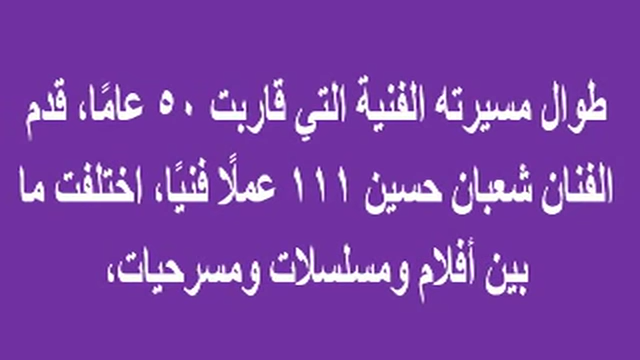 طوال مسيرته الفنية التي قاربت ٥٠ عامًا، قدم
الفنان شعبان حسين ١١١ عملًا فنيًا، اختلفت ما
بين أفلام ومسلسلات ومسرحيات،